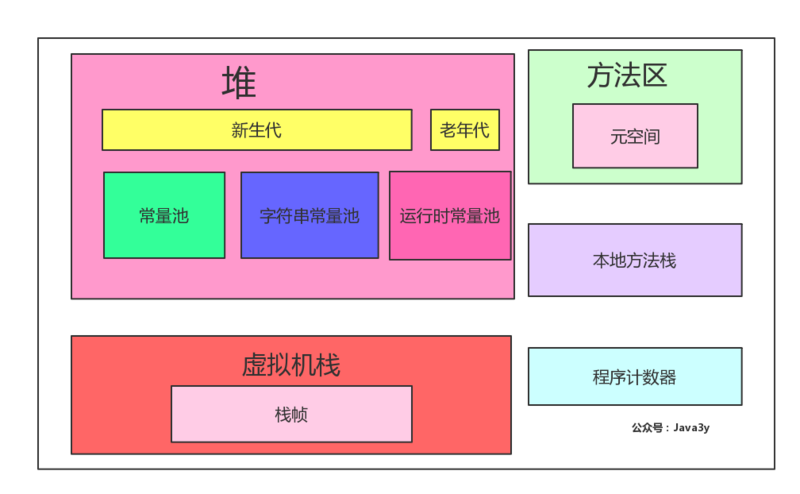 堆
新生代
老年代
常量池
字符串常量池
运行时常量池
方法区
元空间
本地方法栈
虚拟机栈
栈帧
程序计数器
公众号：Java3y